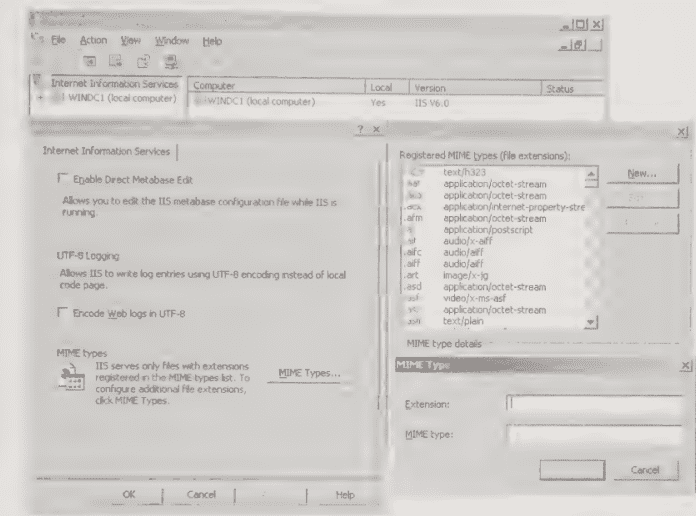 File Action View Window Help
Internet Information Services
WINDC1 (local computer)
Computer Local Version Status
WINDC1 (local computer) Yes IIS V6.0
? X
Internet Information Services
Enable Direct Metabase Edit
Allows you to edit the IIS metabase configuration file while IIS is
running.
UTF-8 Logging
Allows IIS to write log entries using UTF-8 encoding instead of local
code page.
Encode Web logs in UTF-8
MIME types
IIS serves only files with extensions
registered in the MIME types list. To
configure additional file extensions,
click MIME Types.
MIME Types...
OK Cancel Help
Registered MIME types (file extensions):
text/h323
application/octet-stream
application/octet-stream
application/internet-property-stre
.afm application/octet-stream
application/postscript
audio/x-aiff
.aifc audio/aiff
.aiff audio/aiff
.art image/x-jg
.asd application/octet-stream
video/x-ms-asf
application/octet-stream
text/plain
New...
MIME type details
MIME Type
Extension:
MIME type:
Cancel